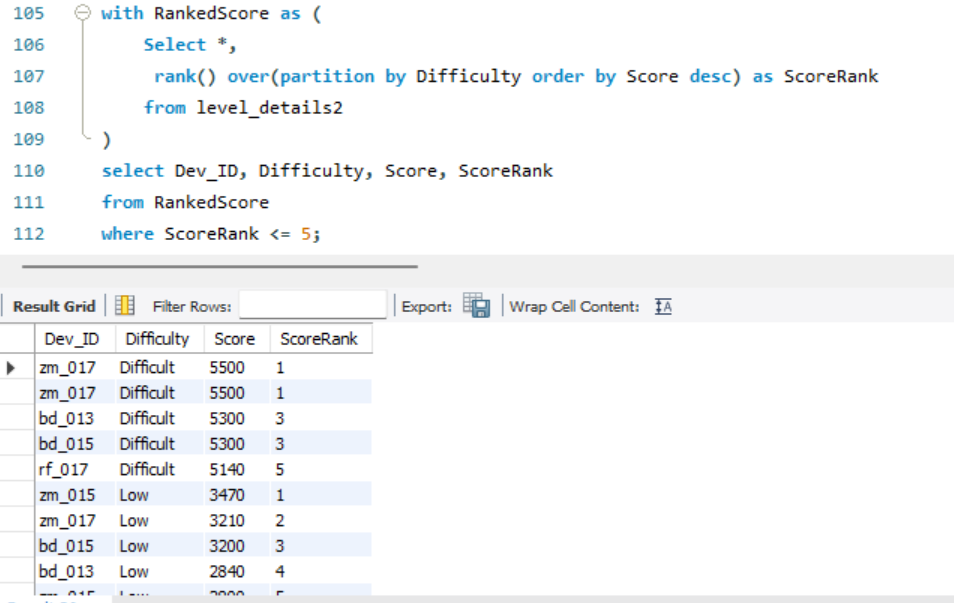 105 with RankedScore as (
106 Select *,
107 rank() over(partition by Difficulty order by Score desc) as ScoreRank
108 from level_details2
109 )
110 select Dev_ID, Difficulty, Score, ScoreRank
111 from RankedScore
112 where ScoreRank <= 5;
Result Grid Filter Rows: Export: Wrap Cell Content: IA
Dev_ID Difficulty Score ScoreRank
zm_017 Difficult 5500 1
zm_017 Difficult 5500 1
bd_013 Difficult 5300 3
bd_015 Difficult 5300 3
rf_017 Difficult 5140 5
zm_015 Low 3470 1
zm_017 Low 3210 2
bd_015 Low 3200 3
bd_013 Low 2840 4